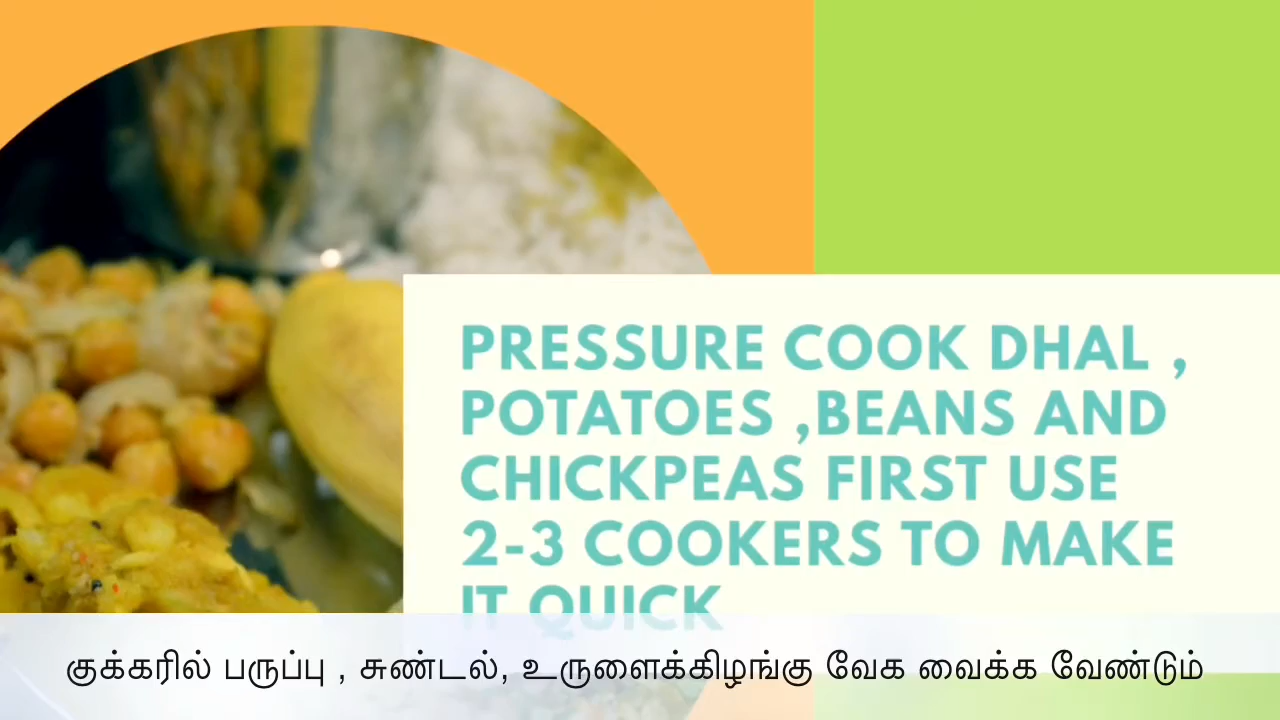 PRESSURE COOK DHAL ,
POTATOES ,BEANS AND
CHICKPEAS FIRST USE
2-3 COOKERS TO MAKE
IT QUICK
குக்கரில் பருப்பு , சுண்டல், உருளைக்கிழங்கு வேக வைக்க வேண்டும்